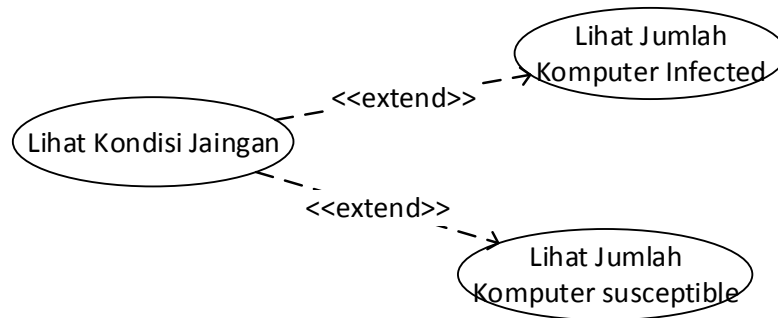 Lihat Jumlah
Komputer Infected
<<extend>>
Lihat Kondisi Jaingan
<<extend>>
Lihat Jumlah
Komputer susceptible